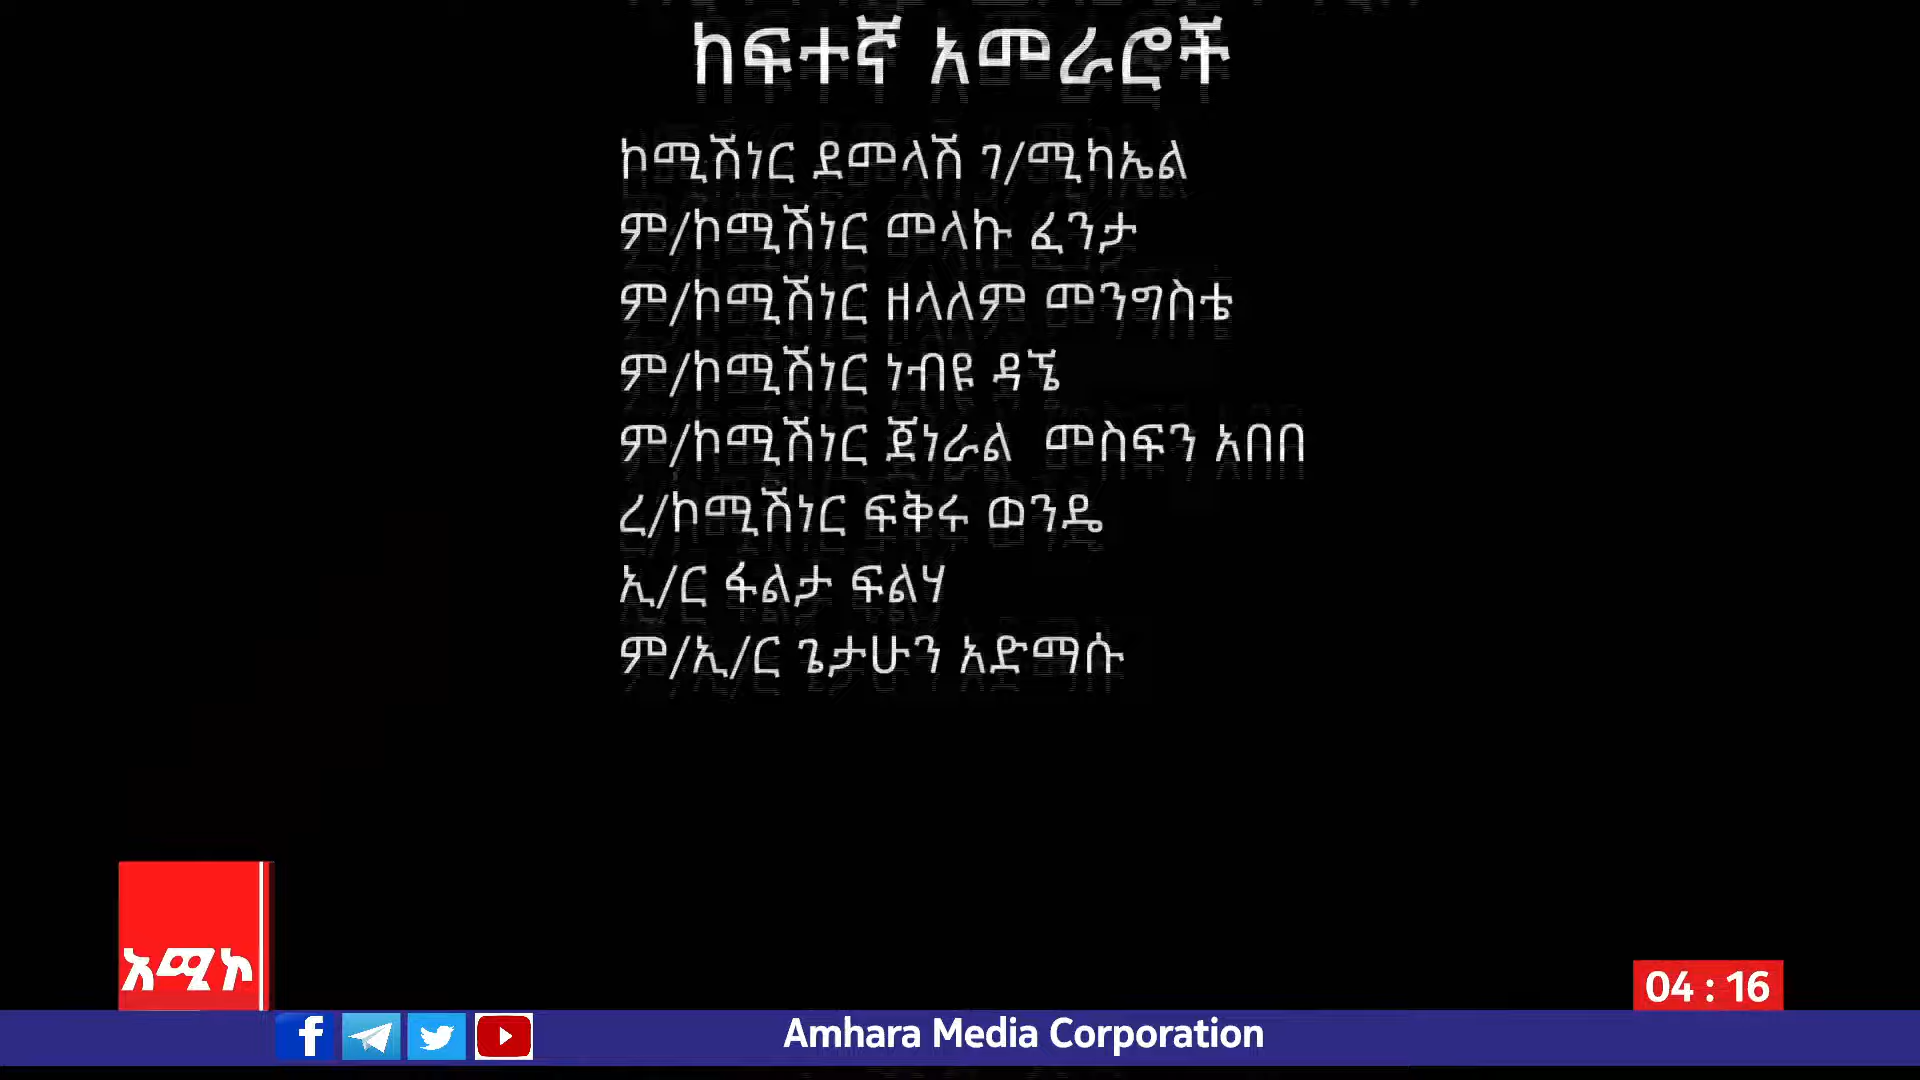 ከፍተኛ አመራሮች
ኮሚሽነር ደመላሽ ገ/ሚካኤል
ም/ኮሚሽነር መላኩ ፈንታ
ም/ኮሚሽነር ዘላለም መንግስቴ
ም/ኮሚሽነር ነብዩ ዳኜ
ም/ኮሚሽነር ጀነራል መስፍን አበበ
ረ/ኮሚሽነር ፍቅሩ ወንዴ
ኢ/ር ፋልታ ፍልሃ
ም/ኢ/ር ጌታሁን አድማሱ
አሚኮ
04 : 16
Amhara Media Corporation